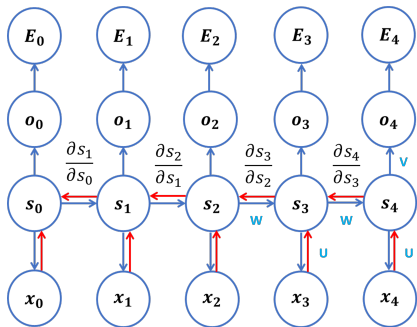 E₀ E₁ E₂ E₃ E₄
o₀ o₁ o₂ o₃ o₄
∂s₁/∂s₀ ∂s₂/∂s₁ ∂s₃/∂s₂ ∂s₄/∂s₃ V
s₀ s₁ s₂ s₃ s₄
W W
U U
x₀ x₁ x₂ x₃ x₄